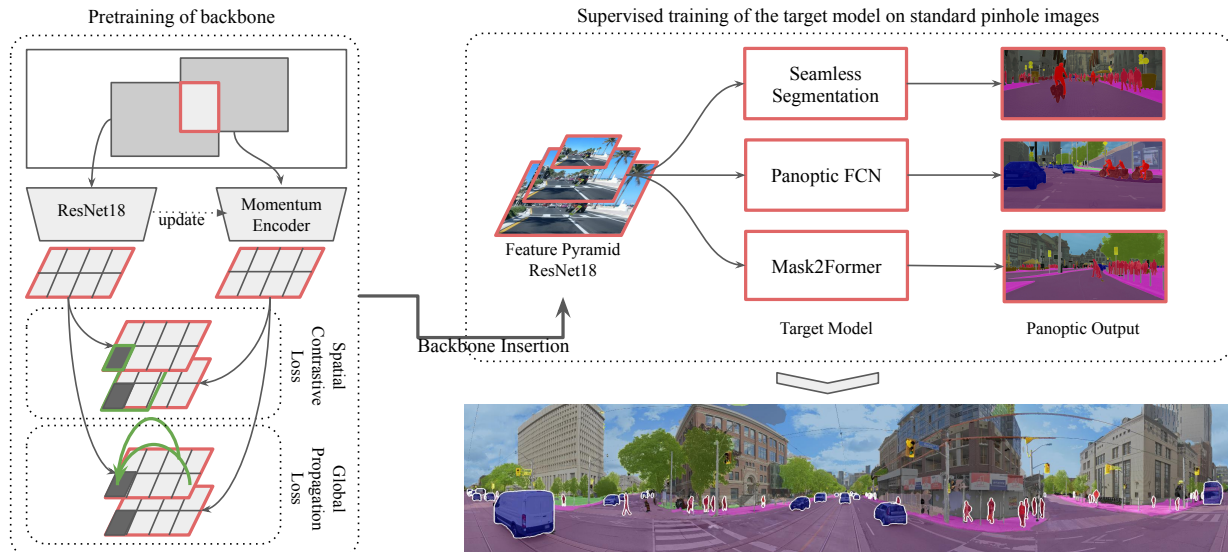 Pretraining of backbone
ResNet18
update
Momentum
Encoder
Spatial
Contrastive
Loss
Global
Propagation
Loss
Backbone Insertion
Supervised training of the target model on standard pinhole images
Feature Pyramid
ResNet18
Seamless
Segmentation
Panoptic FCN
Mask2Former
Target Model
Panoptic Output